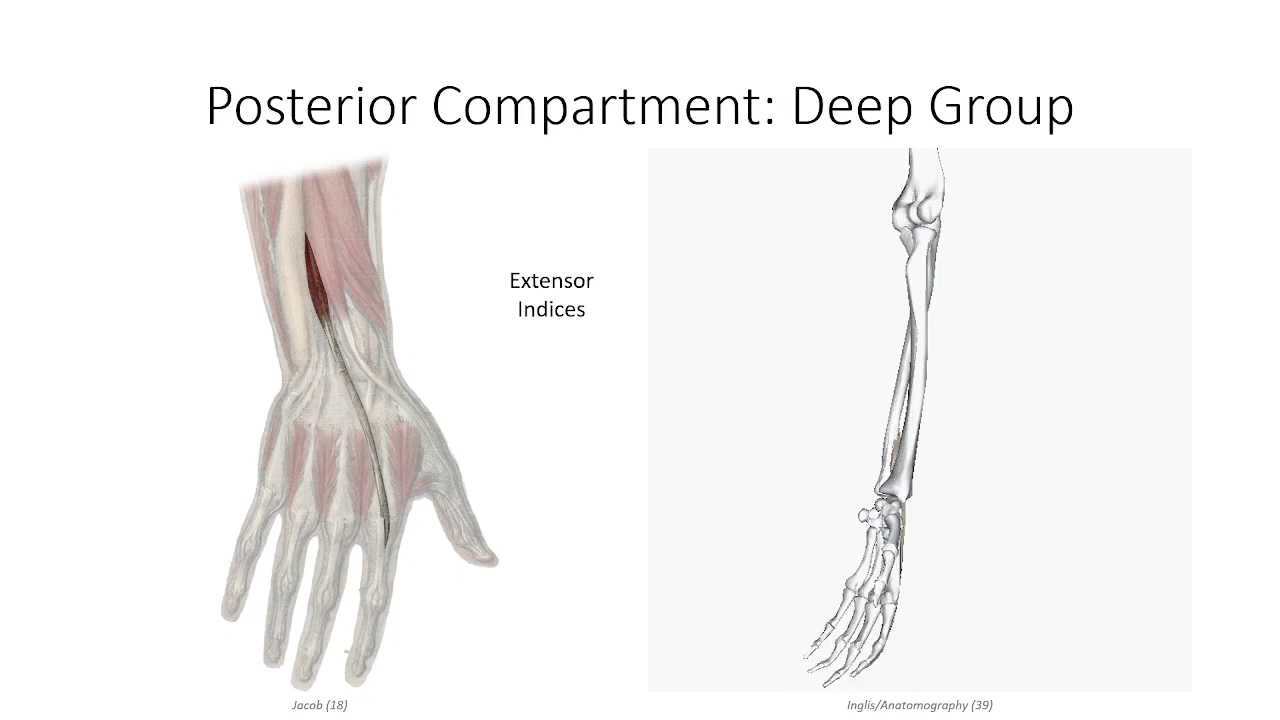 Posterior Compartment: Deep Group
Extensor
Indices
Jacob (18)
Inglis/Anatomography (39)